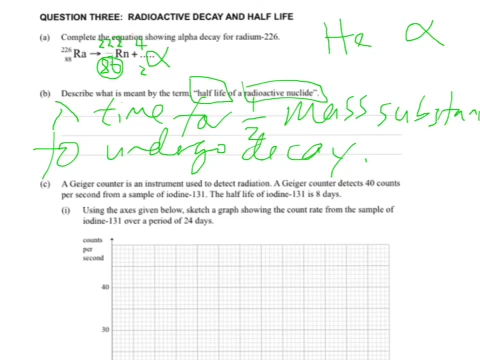 QUESTION THREE: RADIOACTIVE DECAY AND HALF LIFE
He α
(a) Complete the equation showing alpha decay for radium-226.
226 88 Ra → 222 86 Rn + 4 2 α
(b) Describe what is meant by the term, "half life of a radioactive nuclide".
time for 1/2 mass substan
to undergo decay.
(c) A Geiger counter is an instrument used to detect radiation. A Geiger counter detects 40 counts
per second from a sample of iodine-131. The half life of iodine-131 is 8 days.
(i) Using the axes given below, sketch a graph showing the count rate from the sample of
iodine-131 over a period of 24 days.
counts
per
second
40
30